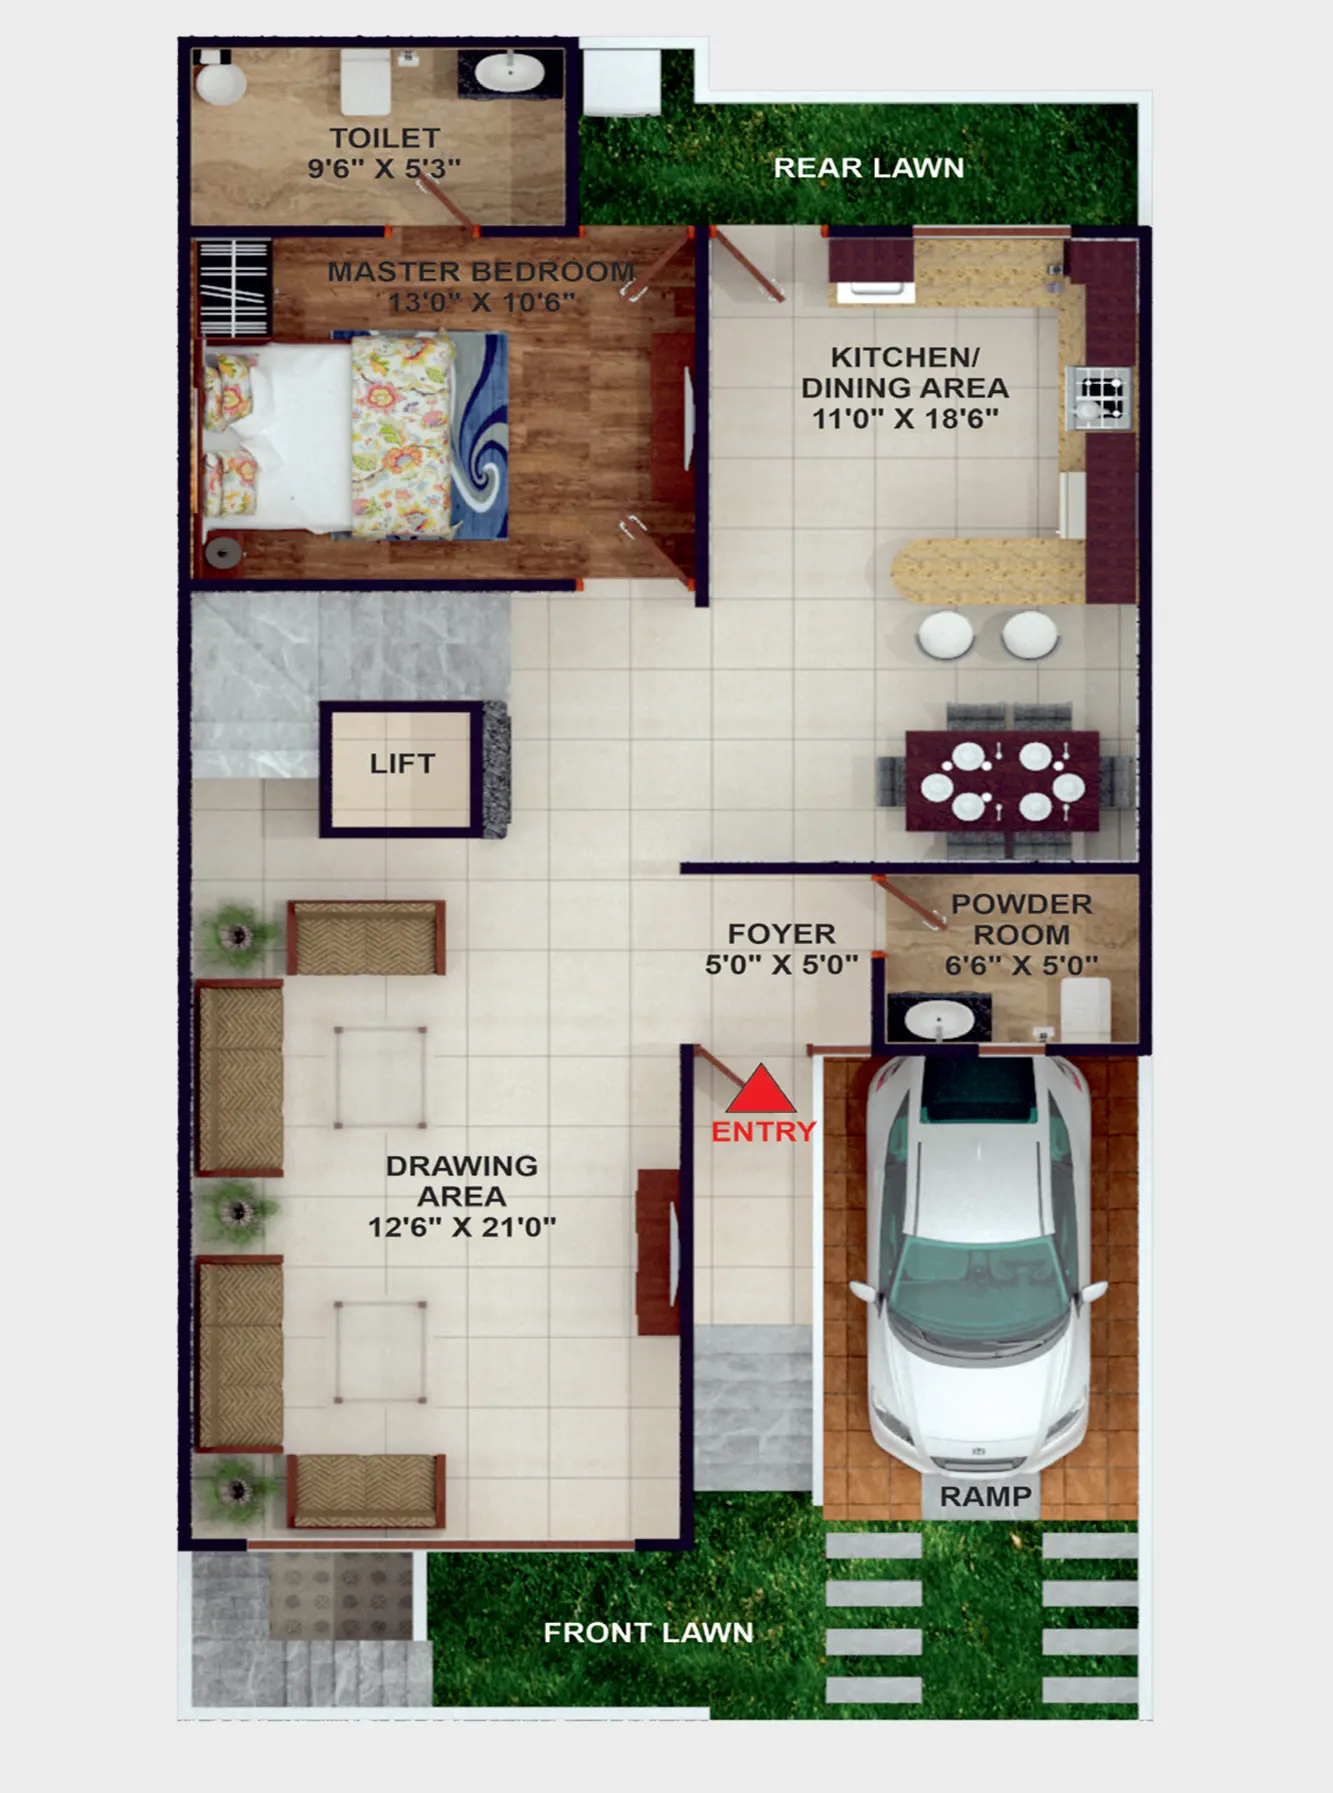 TOILET
9'6" X 5'3"
REAR LAWN
MASTER BEDROOM
13'0" X 10'6"
KITCHEN/
DINING AREA
11'0" X 18'6"
LIFT
FOYER
5'0" X 5'0"
POWDER
ROOM
6'6" X 5'0"
ENTRY
DRAWING
AREA
12'6" X 21'0"
RAMP
FRONT LAWN